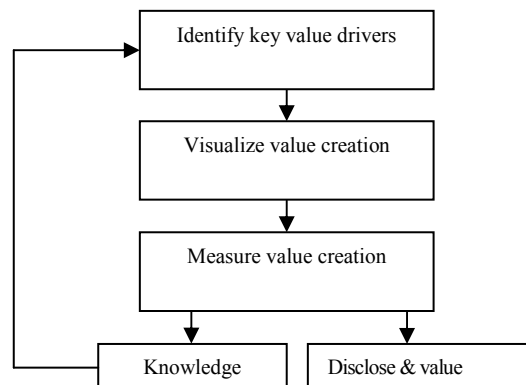 Identify key value drivers
Visualize value creation
Measure value creation
Knowledge
Disclose & value